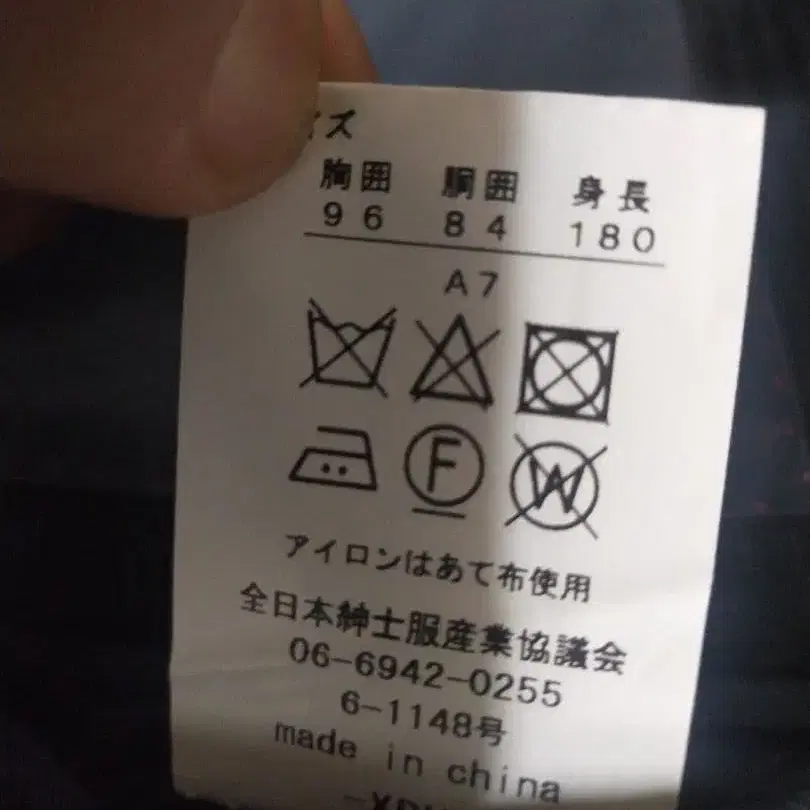 イズ
胸囲 胴囲 身長
96 84 180
A7
F W
アイロンはあて布使用
全日本紳士服産業協議会
06-6942-0255
6-1148号
made in china